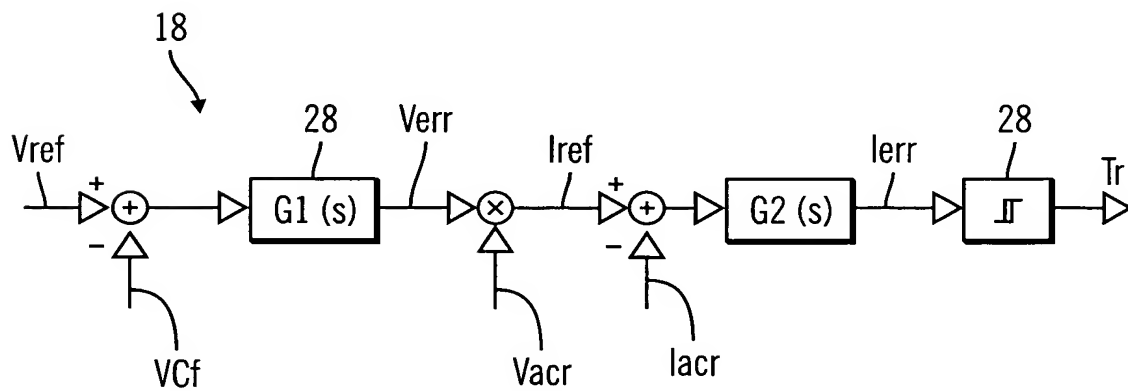 18
28
Verr
28
Vref
Iref
Ierr
Tr
+
+
+
G1 (s)
×
+
G2 (s)
−
−
VCf
Vacr
Iacr